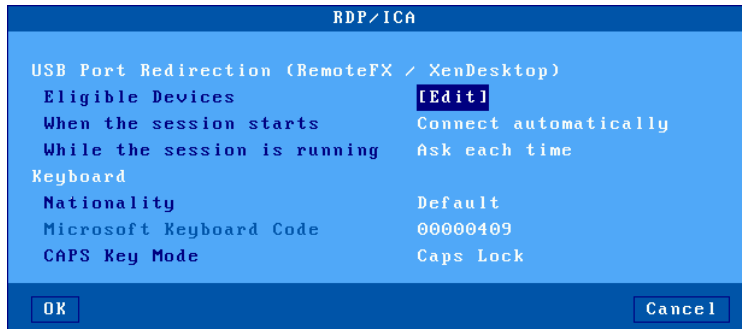 RDP/ICA
USB Port Redirection (RemoteFX / XenDesktop)
Eligible Devices [Edit]
When the session starts Connect automatically
While the session is running Ask each time
Keyboard
Nationality Default
Microsoft Keyboard Code 00000409
CAPS Key Mode Caps Lock
OK Cancel